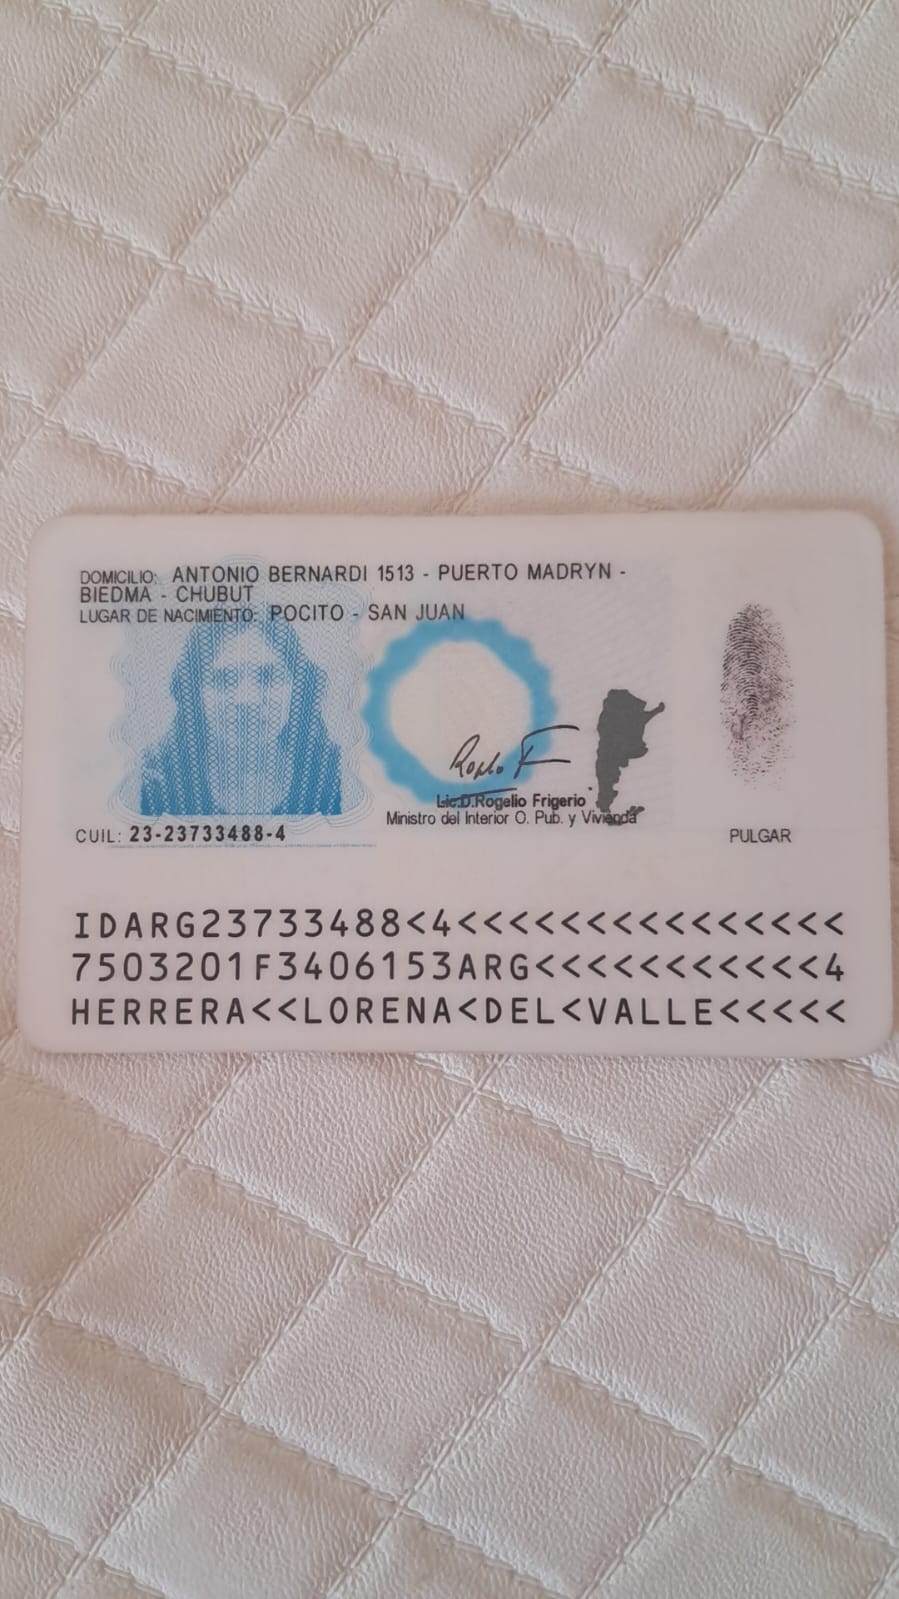 DOMICILIO: ANTONIO BERNARDI 1513 - PUERTO MADRYN -
BIEDMA - CHUBUT
LUGAR DE NACIMIENTO: POCITO - SAN JUAN
Lic.D.Rogelio Frigerio
Ministro del Interior O. Pub. y Vivienda
CUIL: 23-23733488-4
PULGAR
IDARG23733488<4<<<<<<<<<<<<<<<
7503201F3406153ARG<<<<<<<<<<<4
HERRERA<<LORENA<DEL<VALLE<<<<<